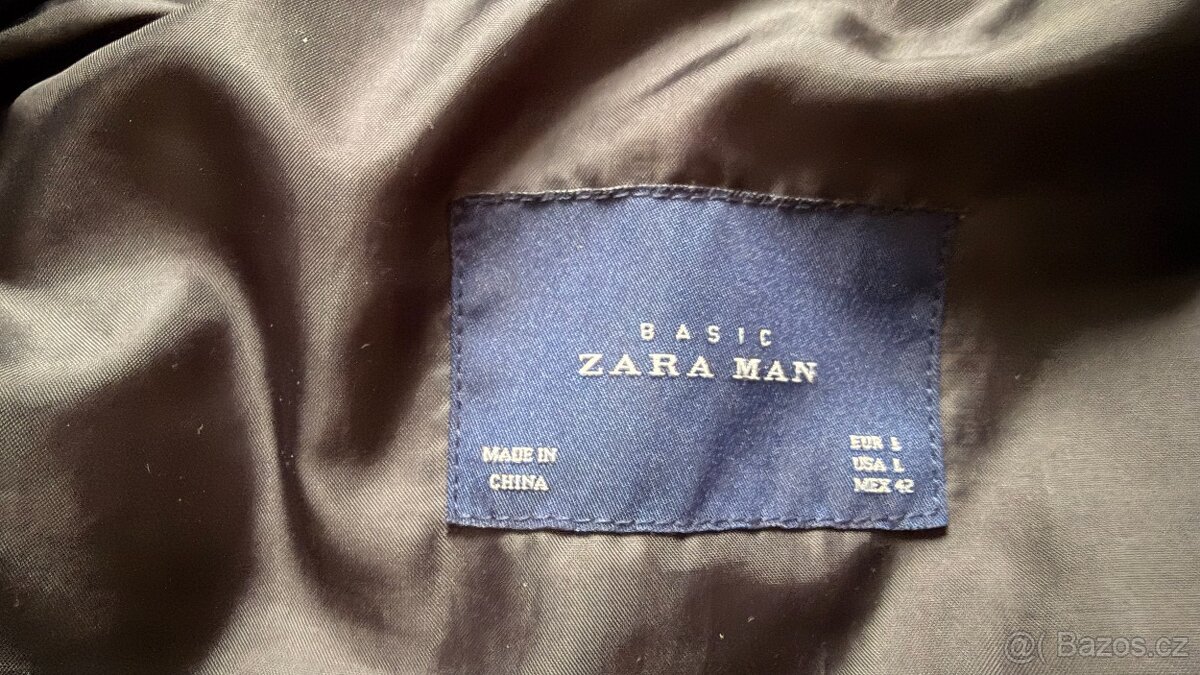 BASIC
ZARA MAN
MADE IN
CHINA
EUR L
USA L
MEX 42
@( Bazos.cz